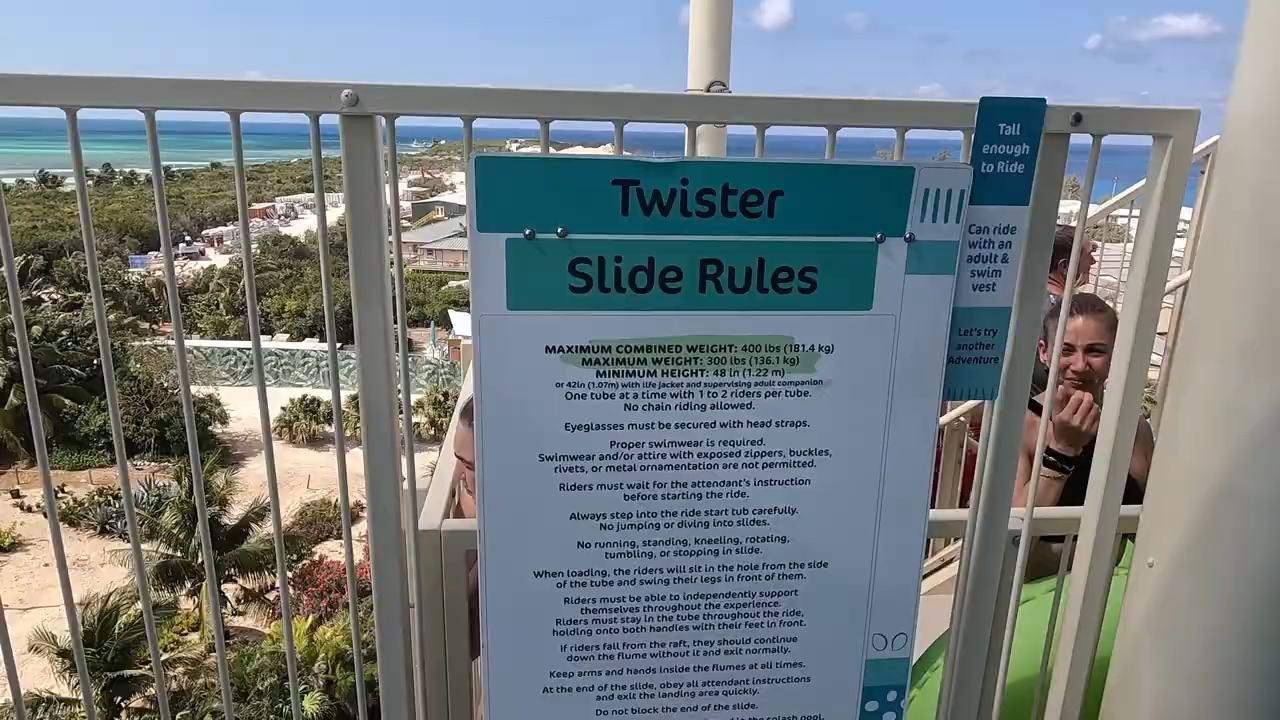 Twister
Slide Rules
MAXIMUM COMBINED WEIGHT: 400 lbs (181.4 kg)
MAXIMUM WEIGHT: 300 lbs (136.1 kg)
MINIMUM HEIGHT: 48 in (1.22 m)
or 42in (1.07m) with life jacket and supervising adult companion
One tube at a time with 1 to 2 riders per tube.
No chain riding allowed.
Eyeglasses must be secured with head straps.
Proper swimwear is required.
Swimwear and/or attire with exposed zippers, buckles,
rivets, or metal ornamentation are not permitted.
Riders must wait for the attendant's instruction
before starting the ride.
Always step into the ride start tub carefully.
No jumping or diving into slides.
No running, standing, kneeling, rotating,
tumbling, or stopping in slide.
When loading, the riders will sit in the hole from the side
of the tube and swing their legs in front of them.
Riders must be able to independently support
themselves throughout the experience.
Riders must stay in the tube throughout the ride,
holding onto both handles with their feet in front.
If riders fall from the raft, they should continue
down the flume without it and exit normally.
Keep arms and hands inside the flumes at all times.
At the end of the slide, obey all attendant instructions
and exit the landing area quickly.
Do not block the end of the slide.
in the splash pool.
Tall
enough
to Ride
Can ride
with an
adult &
swim
vest
Let's try
another
Adventure